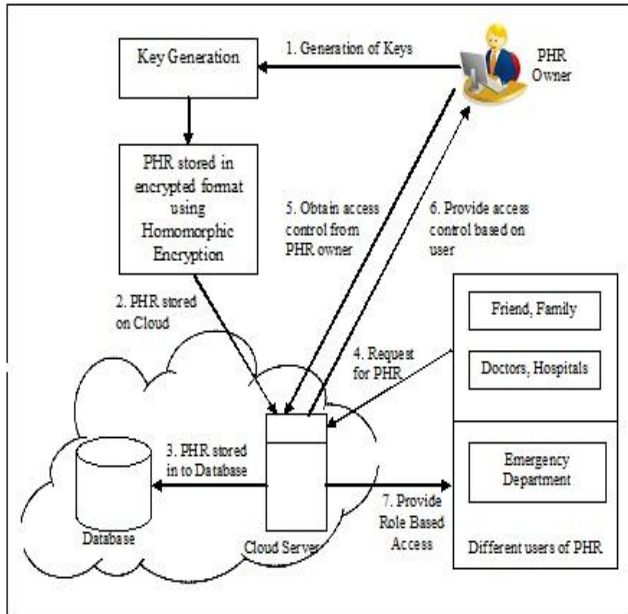 1. Generation of Keys
Key Generation
PHR
Owner
PHR stored in
encrypted format
using
Homomorphic
Encryption
5. Obtain access
control from
PHR owner
6. Provide access
control based on
user
2. PHR stored
on Cloud
Friend, Family
4. Request
for PHR
Doctors, Hospitals
3. PHR stored
in to Database
Emergency
Department
7. Provide
Role Based
Access
Database
Cloud Server
Different users of PHR